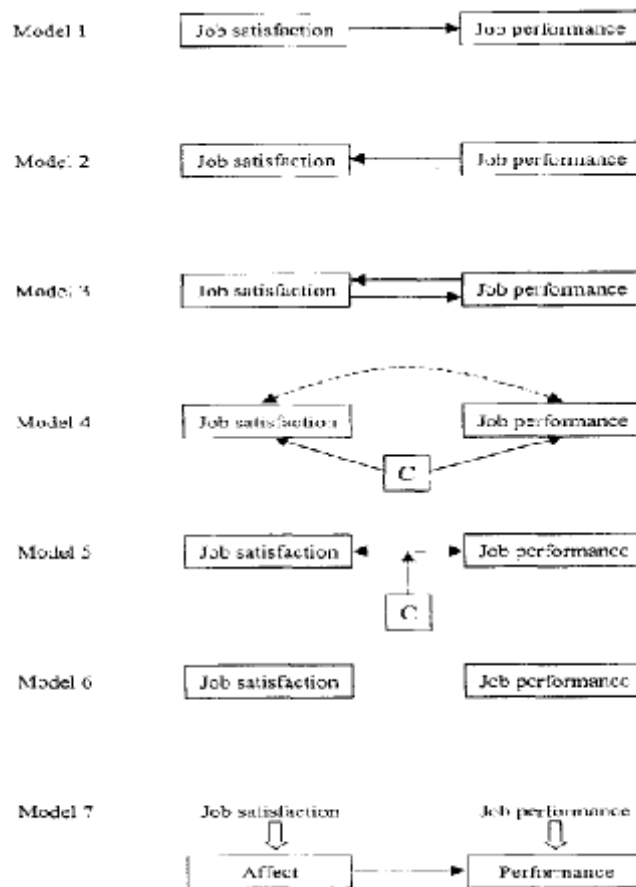 Model 1 Job satisfaction Job performance
Model 2 Job satisfaction Job performance
Model 3 Job satisfaction Job performance
Model 4 Job satisfaction Job performance
C
Model 5 Job satisfaction Job performance
C
Model 6 Job satisfaction Job performance
Model 7 Job satisfaction Job performance
Affect Performance